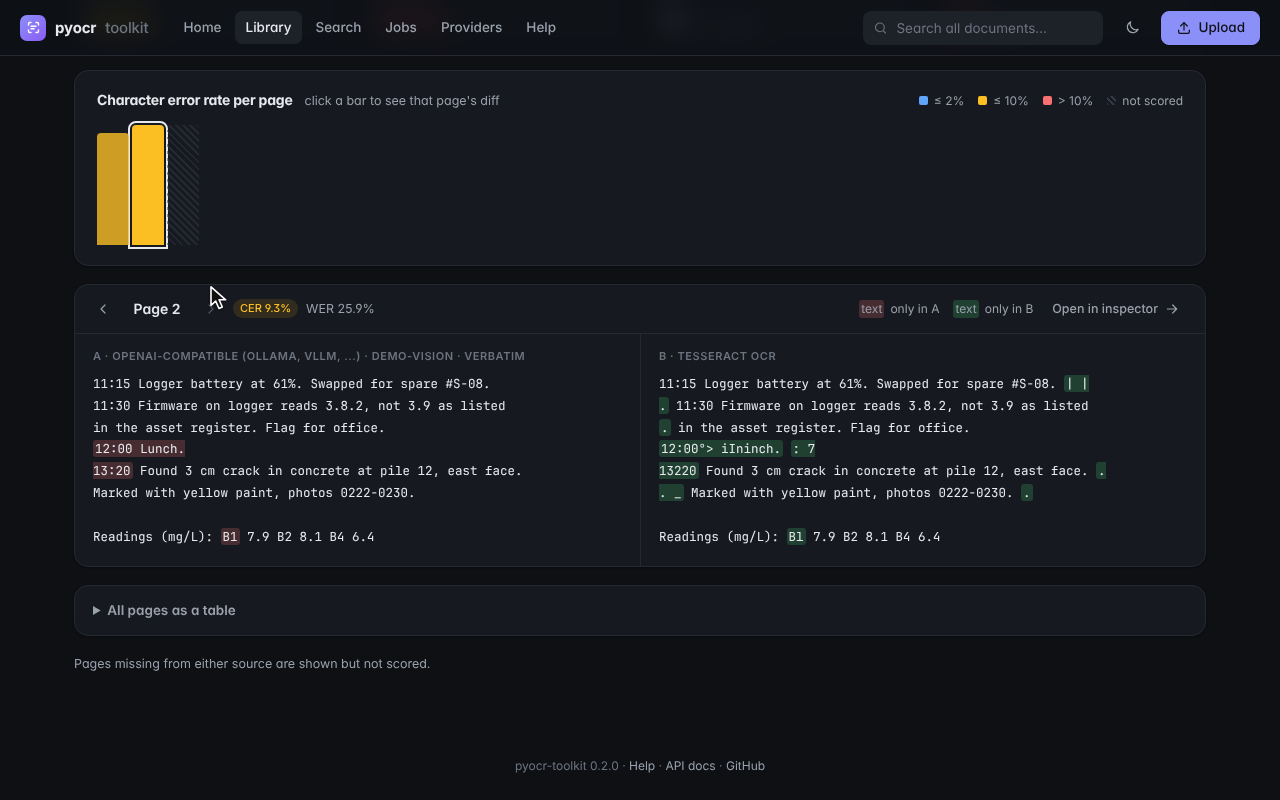 pyocr toolkit
Home
Library
Search
Jobs
Providers
Help
Search all documents...
Upload
Character error rate per page
click a bar to see that page's diff
≤ 2%
≤ 10%
> 10%
not scored
Page 2
CER 9.3%
WER 25.9%
text only in A
text only in B
Open in inspector
A · OPENAI-COMPATIBLE (OLLAMA, VLLM, ...) · DEMO-VISION · VERBATIM
11:15 Logger battery at 61%. Swapped for spare #S-08.
11:30 Firmware on logger reads 3.8.2, not 3.9 as listed
in the asset register. Flag for office.
12:00 Lunch.
13:20 Found 3 cm crack in concrete at pile 12, east face.
Marked with yellow paint, photos 0222-0230.
Readings (mg/L): B1 7.9 B2 8.1 B4 6.4
B · TESSERACT OCR
11:15 Logger battery at 61%. Swapped for spare #S-08. | |
. 11:30 Firmware on logger reads 3.8.2, not 3.9 as listed
. in the asset register. Flag for office.
12:00°> iIninch. : 7
13220 Found 3 cm crack in concrete at pile 12, east face. .
. _ Marked with yellow paint, photos 0222-0230. .
Readings (mg/L): Bl 7.9 B2 8.1 B4 6.4
All pages as a table
Pages missing from either source are shown but not scored.
pyocr-toolkit 0.2.0 · Help · API docs · GitHub